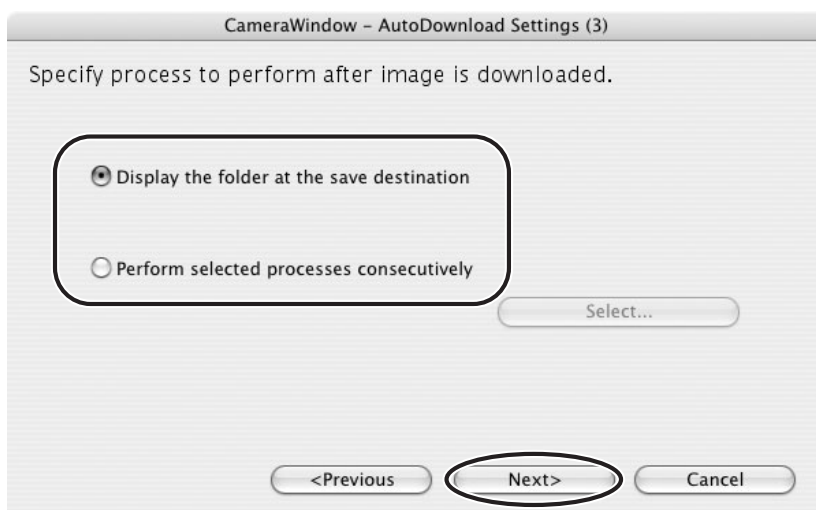 CameraWindow – AutoDownload Settings (3)
Specify process to perform after image is downloaded.
Display the folder at the save destination
Perform selected processes consecutively
Select...
<Previous Next> Cancel